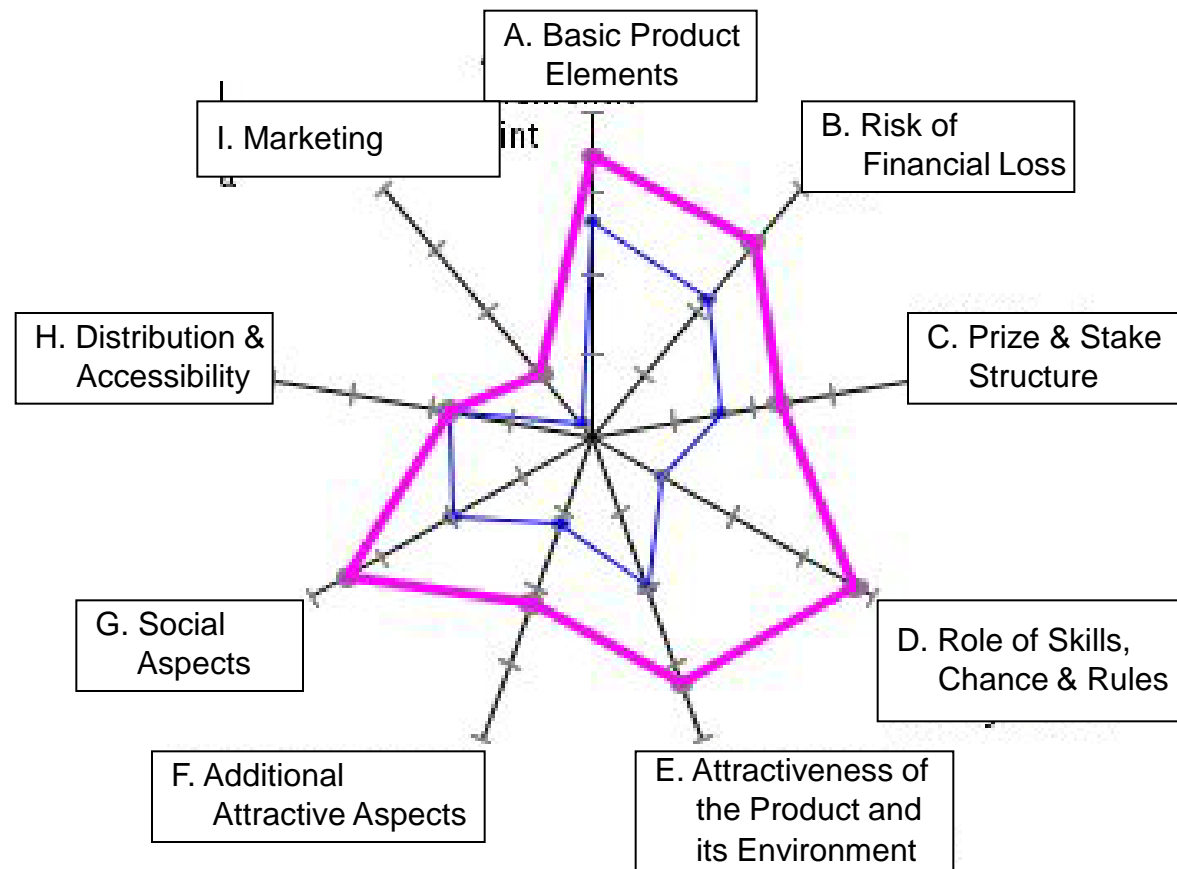 A. Basic Product
Elements
I. Marketing
int
B. Risk of
Financial Loss
H. Distribution &
Accessibility
C. Prize & Stake
Structure
G. Social
Aspects
D. Role of Skills,
Chance & Rules
F. Additional
Attractive Aspects
E. Attractiveness of
the Product and
its Environment